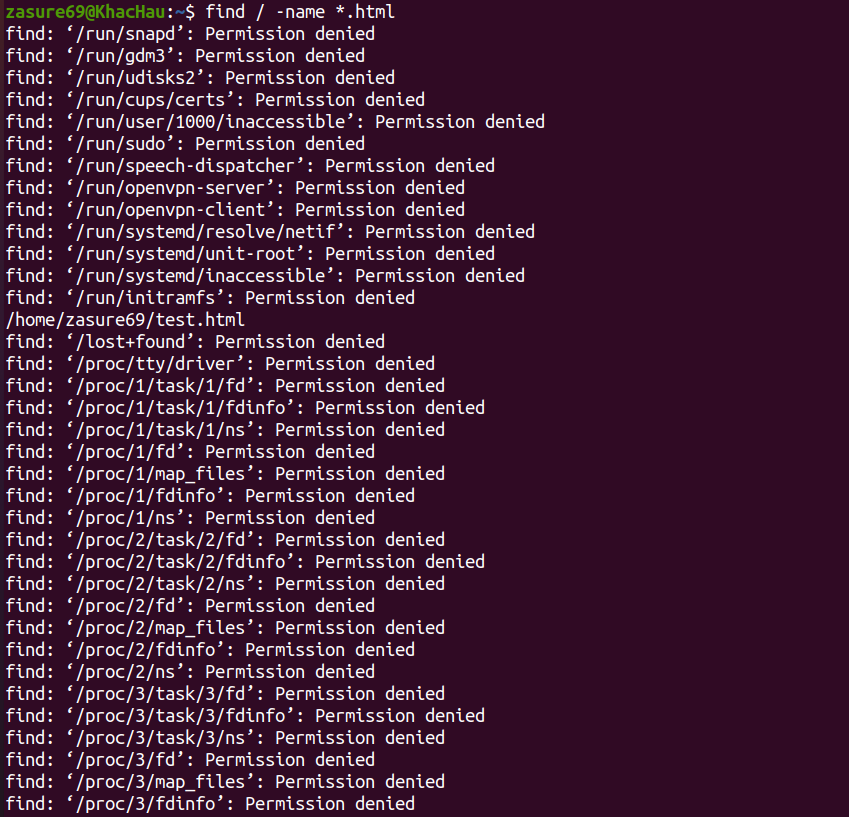 zasure69@KhacHau:~$ find / -name *.html
find: ‘/run/snapd’: Permission denied
find: ‘/run/gdm3’: Permission denied
find: ‘/run/udisks2’: Permission denied
find: ‘/run/cups/certs’: Permission denied
find: ‘/run/user/1000/inaccessible’: Permission denied
find: ‘/run/sudo’: Permission denied
find: ‘/run/speech-dispatcher’: Permission denied
find: ‘/run/openvpn-server’: Permission denied
find: ‘/run/openvpn-client’: Permission denied
find: ‘/run/systemd/resolve/netif’: Permission denied
find: ‘/run/systemd/unit-root’: Permission denied
find: ‘/run/systemd/inaccessible’: Permission denied
find: ‘/run/initramfs’: Permission denied
/home/zasure69/test.html
find: ‘/lost+found’: Permission denied
find: ‘/proc/tty/driver’: Permission denied
find: ‘/proc/1/task/1/fd’: Permission denied
find: ‘/proc/1/task/1/fdinfo’: Permission denied
find: ‘/proc/1/task/1/ns’: Permission denied
find: ‘/proc/1/fd’: Permission denied
find: ‘/proc/1/map_files’: Permission denied
find: ‘/proc/1/fdinfo’: Permission denied
find: ‘/proc/1/ns’: Permission denied
find: ‘/proc/2/task/2/fd’: Permission denied
find: ‘/proc/2/task/2/fdinfo’: Permission denied
find: ‘/proc/2/task/2/ns’: Permission denied
find: ‘/proc/2/fd’: Permission denied
find: ‘/proc/2/map_files’: Permission denied
find: ‘/proc/2/fdinfo’: Permission denied
find: ‘/proc/2/ns’: Permission denied
find: ‘/proc/3/task/3/fd’: Permission denied
find: ‘/proc/3/task/3/fdinfo’: Permission denied
find: ‘/proc/3/task/3/ns’: Permission denied
find: ‘/proc/3/fd’: Permission denied
find: ‘/proc/3/map_files’: Permission denied
find: ‘/proc/3/fdinfo’: Permission denied